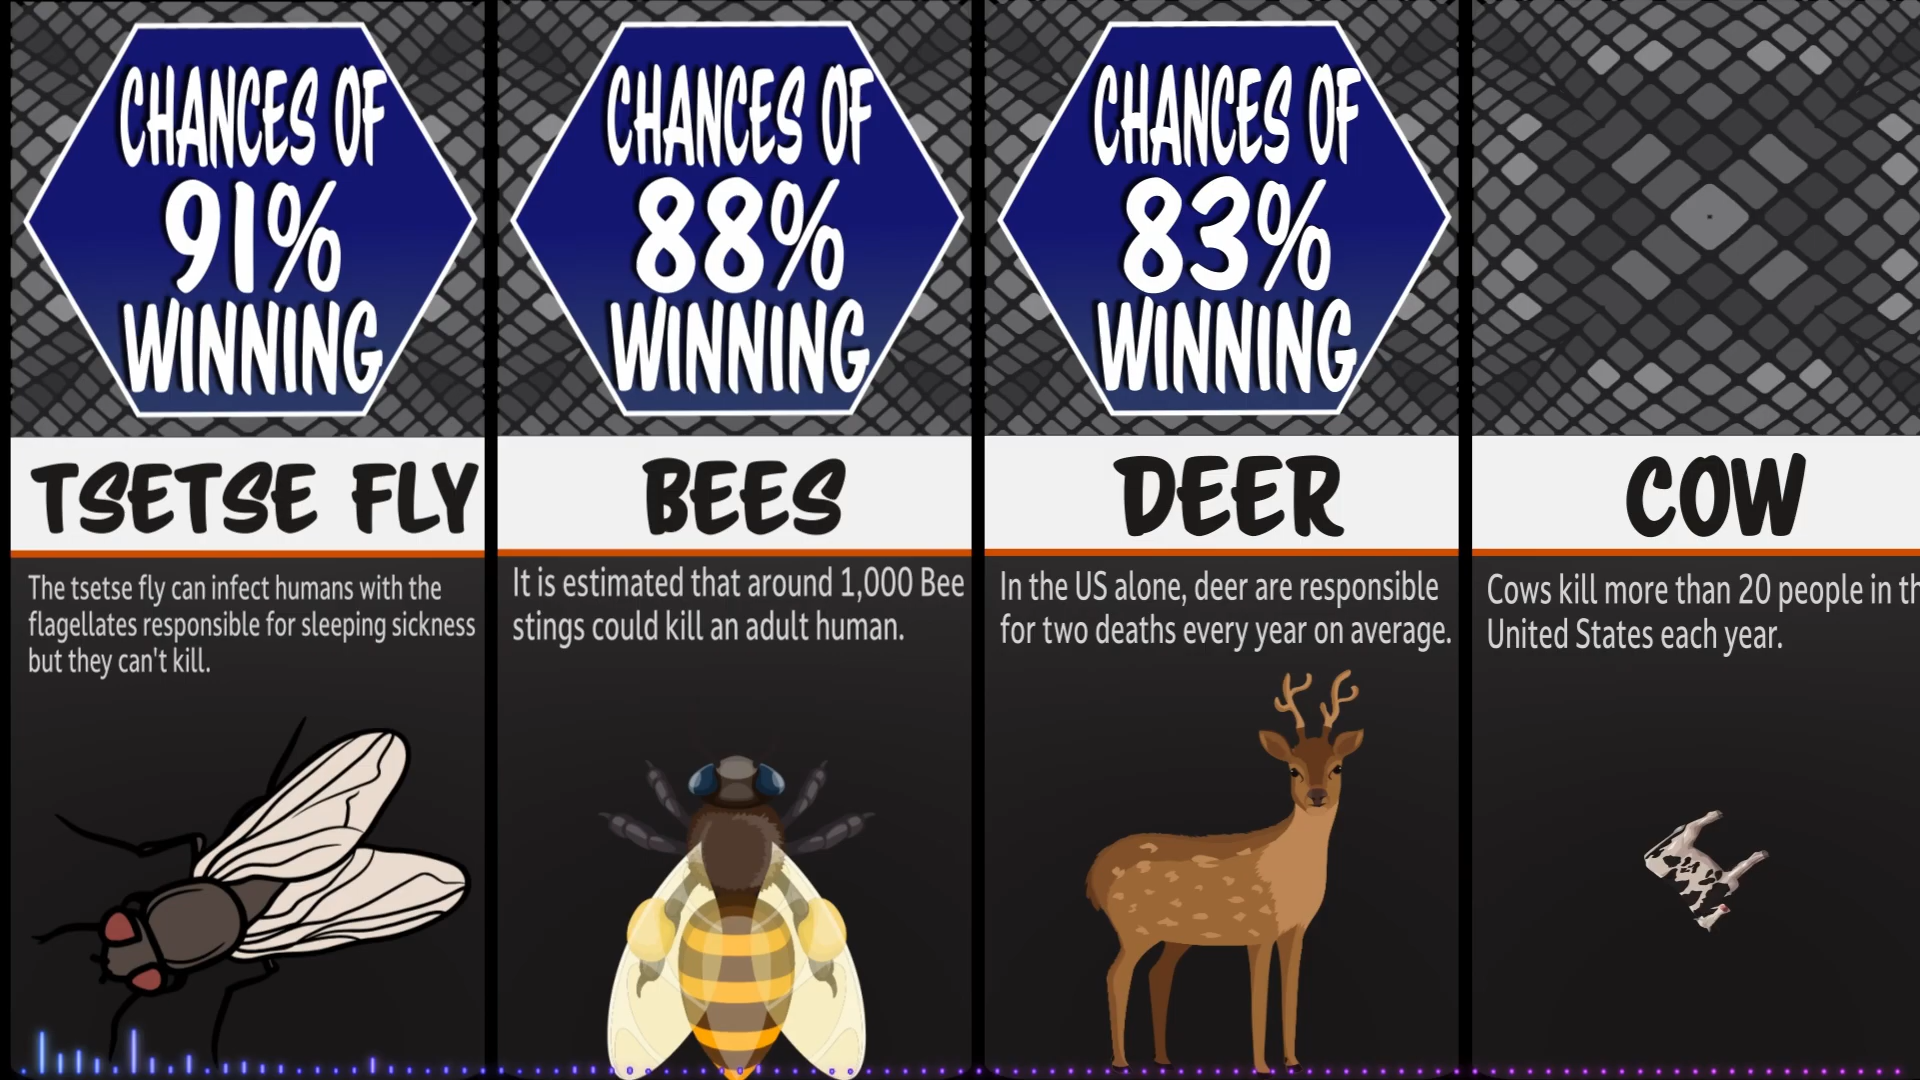 CHANCES OF
91%
WINNING
TSETSE FLY
The tsetse fly can infect humans with the
flagellates responsible for sleeping sickness
but they can't kill.
CHANCES OF
88%
WINNING
BEES
It is estimated that around 1,000 Bee
stings could kill an adult human.
CHANCES OF
83%
WINNING
DEER
In the US alone, deer are responsible
for two deaths every year on average.
COW
Cows kill more than 20 people in th
United States each year.